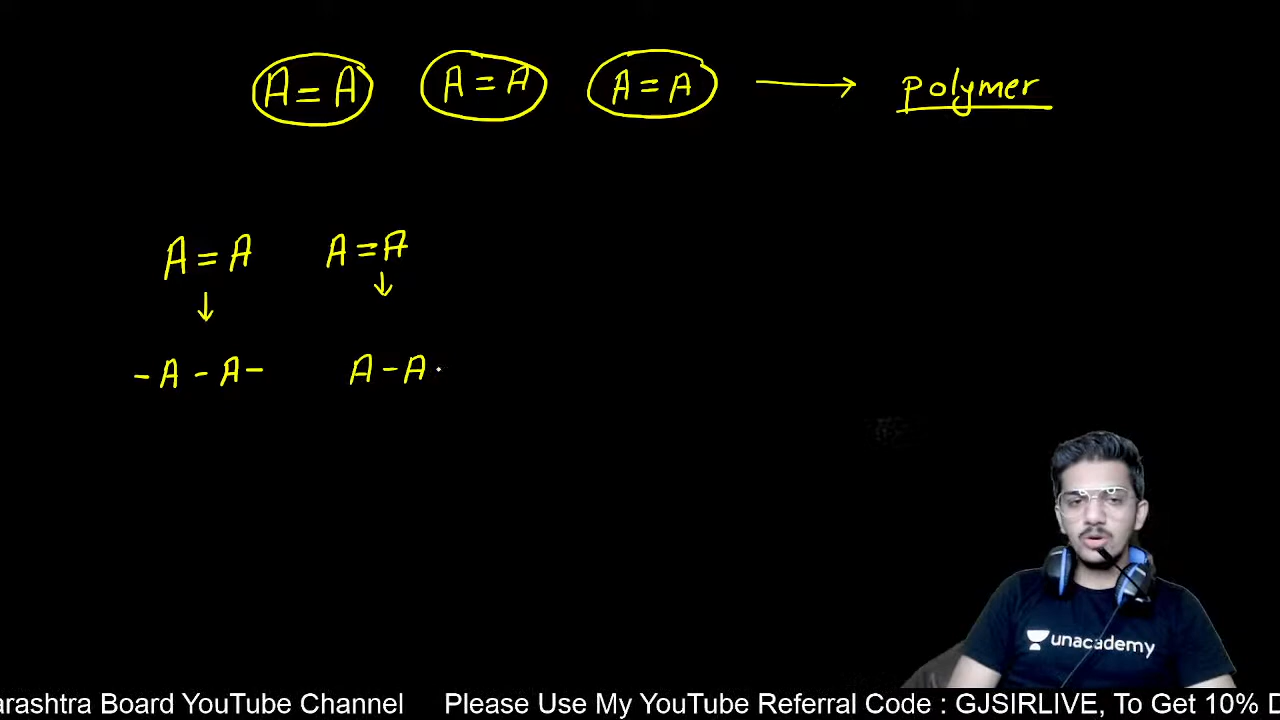 A = A A = A A = A → polymer
A = A A = A
↓ ↓
- A - A - A - A
unacademy
arashtra Board YouTube Channel Please Use My YouTube Referral Code : GJSIRLIVE, To Get 10% D